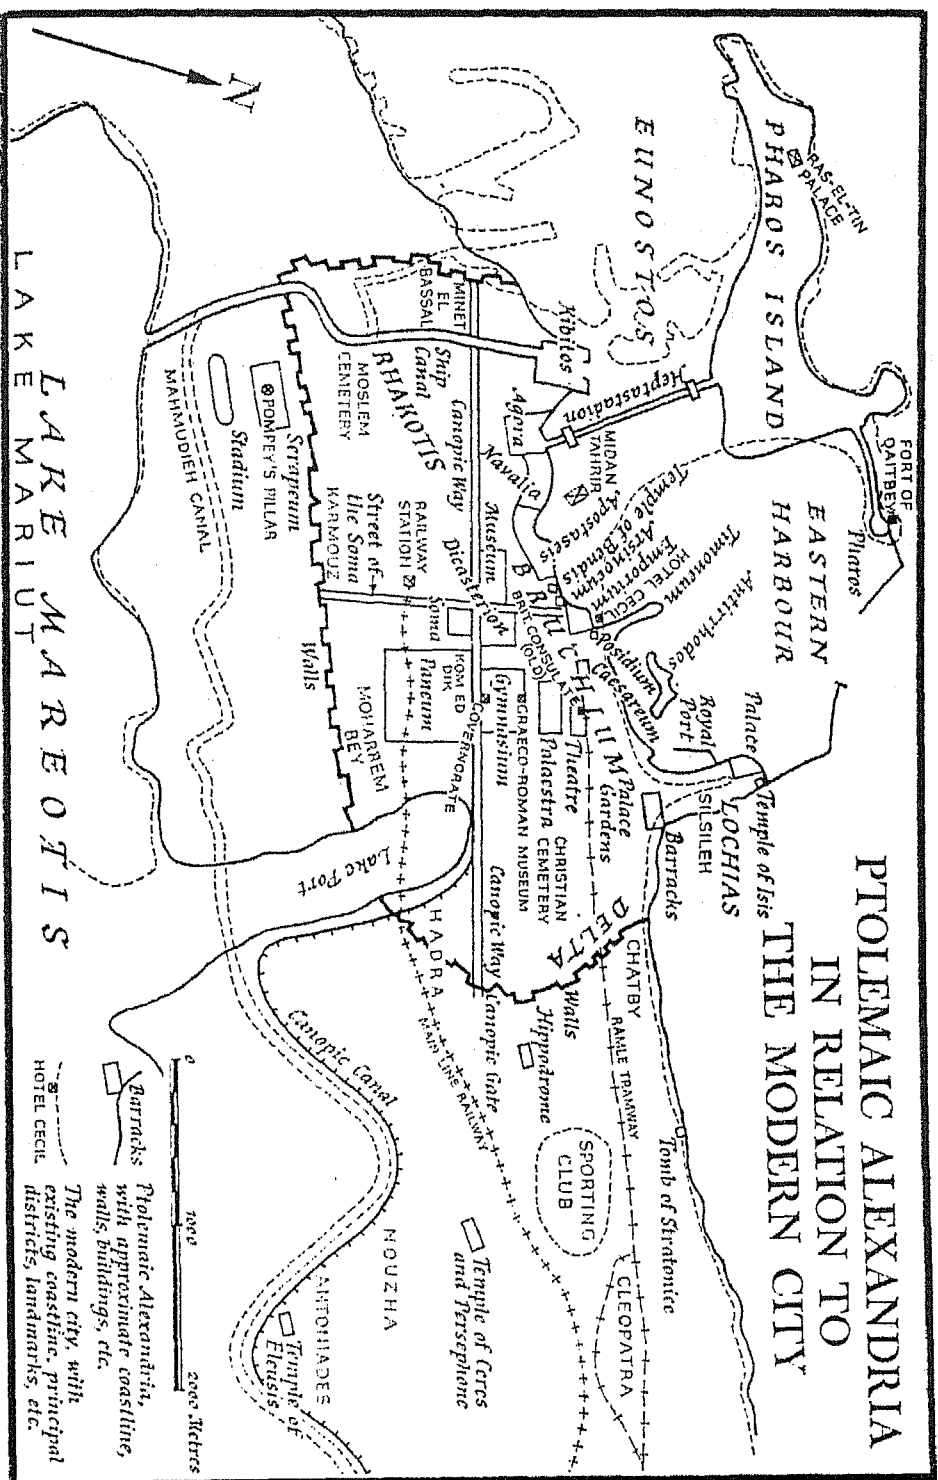 PTOLEMAIC ALEXANDRIA
IN RELATION TO
THE MODERN CITY
N
PHAROS ISLAND
RAS-EL-TIN
PALACE
EUNOSTOS
FORT OF
QAITBEY
Pharos
EASTERN
HARBOUR
Heptastadion
Kibitos
Agora
Navalia
MIDAN
TAHRIR
Apostaseis
Temple of Bendis
Arsinoeum
Emporium
HOTEL CECIL
Timoneum
Antirrhodos
Posidium
Caesareum
Royal
Port
Palace
Temple of Isis
LOCHIAS
SILSILEH
Barracks
Palace
Gardens
BRUCHIUM
BRIT. CONSULATE
(OLD)
Theatre
Palaestra
CHRISTIAN
CEMETERY
GRAECO-ROMAN MUSEUM
Gymnasium
GOVERNORATE
Museum
Dicasterion
Soma
KOM ED
DIK
Paneum
MINET
EL
BASSAL
Ship
Canal
Canopic Way
RHAKOTIS
MOSLEM
CEMETERY
RAILWAY
STATION
Street of
the Soma
KARMOUZ
Serapeum
POMPEY'S PILLAR
Stadium
MAHMUDIEH CANAL
Walls
MOHARREM
BEY
Lake Port
HADRA
Canopic Way
DELTA
CHATBY
Walls
Canopic Gate
Hippodrome
RAMLE TRAMWAY
MAIN LINE RAILWAY
SPORTING
CLUB
Tomb of Stratonice
CLEOPATRA
Temple of Ceres
and Persephone
NOUZHA
Canopic Canal
ANTONIADES
Temple of
Eleusis
LAKE MAREOTIS
LAKE MARIUT
0 1000 2000 Metres
Barracks
Ptolemaic Alexandria,
with approximate coastline,
walls, buildings, etc.
HOTEL CECIL
The modern city, with
existing coastline, principal
districts, landmarks, etc.